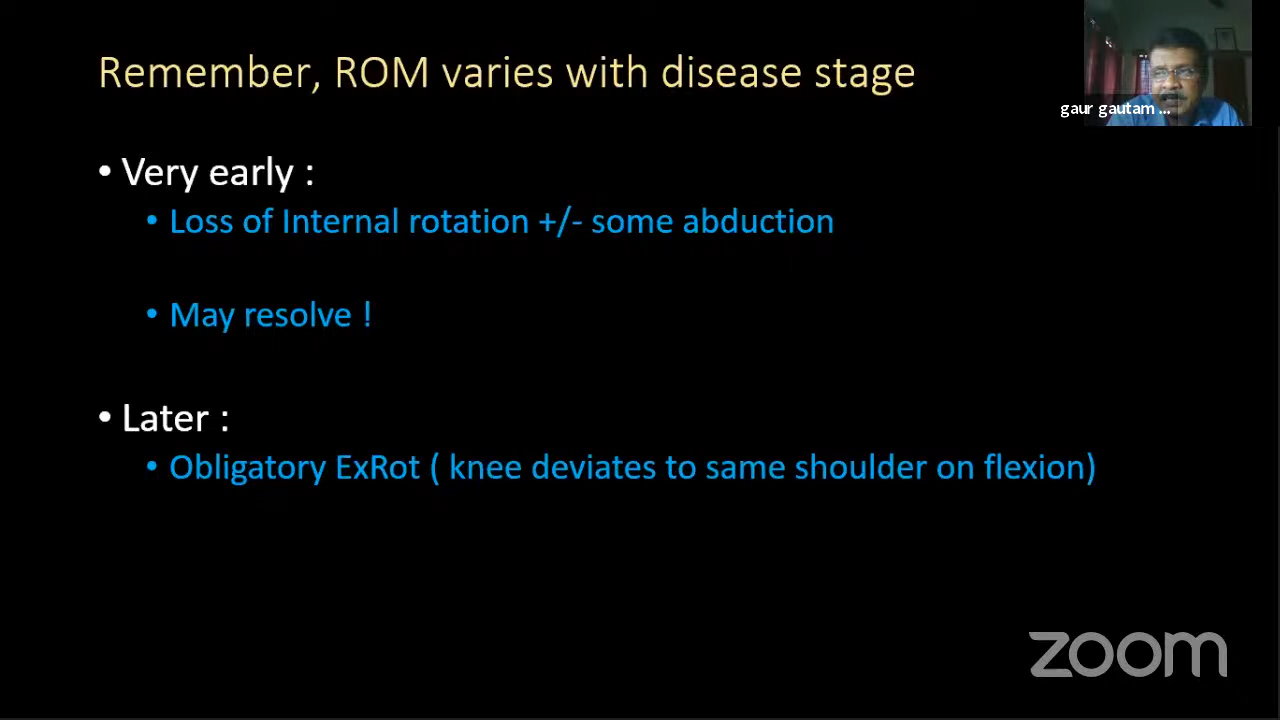 Remember, ROM varies with disease stage
gaur gautam ...
• Very early :
• Loss of Internal rotation +/- some abduction
• May resolve !
• Later :
• Obligatory ExRot ( knee deviates to same shoulder on flexion)
zoom